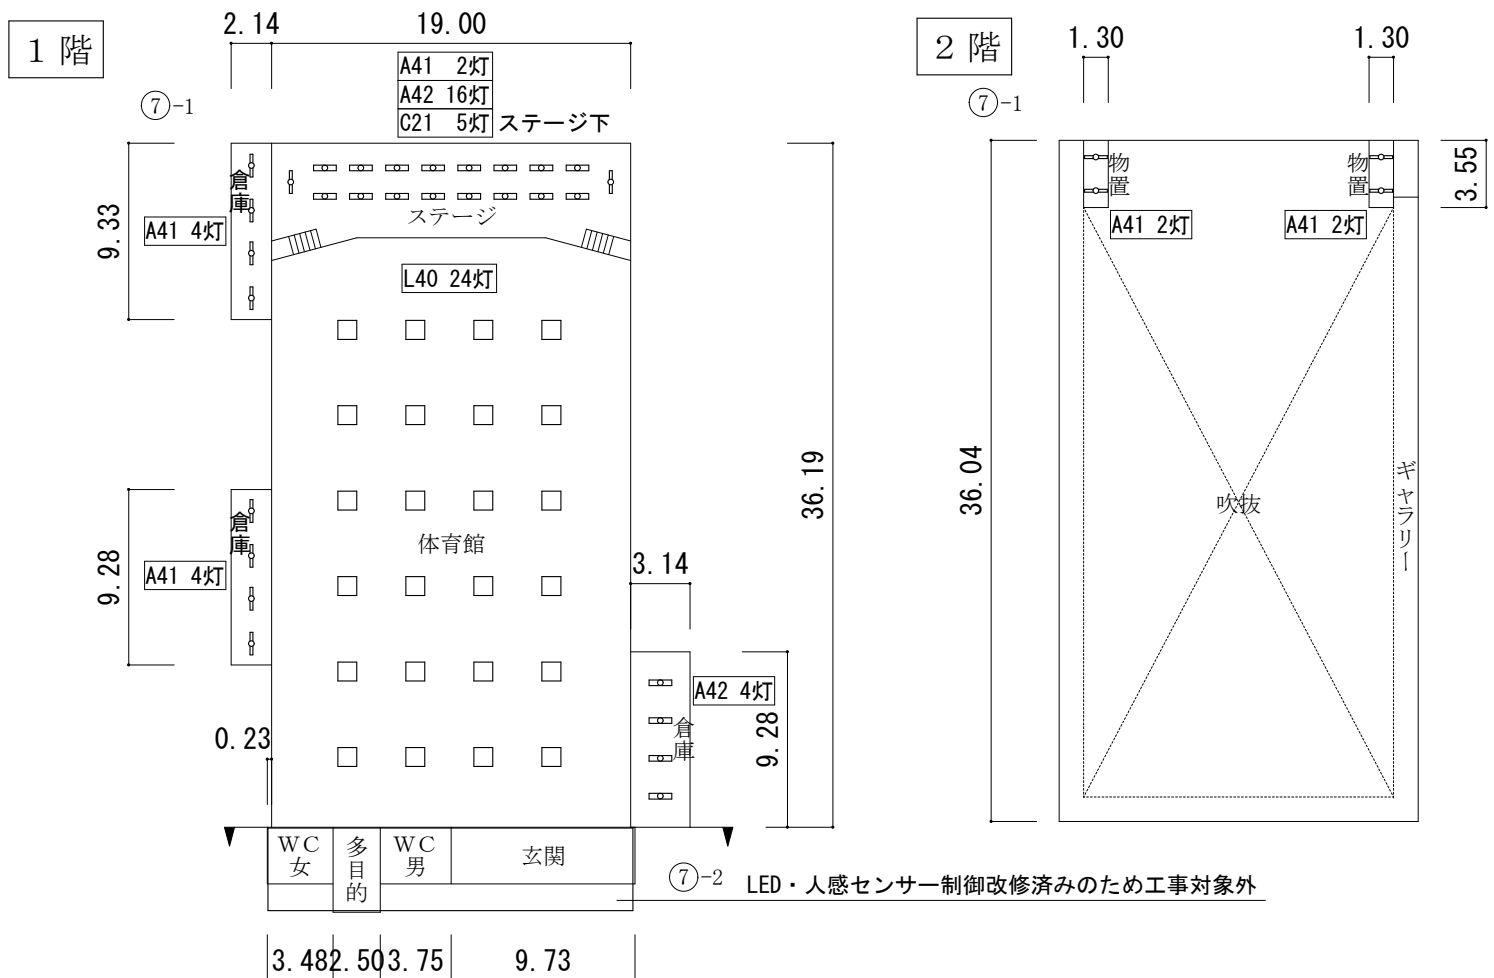 1階
2.14
19.00
⑦-1
A41 2灯
A42 16灯
C21 5灯 ステージ下
倉庫
ステージ
9.33
A41 4灯
L40 24灯
倉庫
9.28
A41 4灯
体育館
36.19
3.14
A42 4灯
倉庫
9.28
0.23
WC女
多目的
WC男
玄関
⑦-2 LED・人感センサー制御改修済みのため工事対象外
3.48
2.50
3.75
9.73
2階
1.30
1.30
⑦-1
物置
物置
3.55
A41 2灯
A41 2灯
36.04
吹抜
ギャラリー